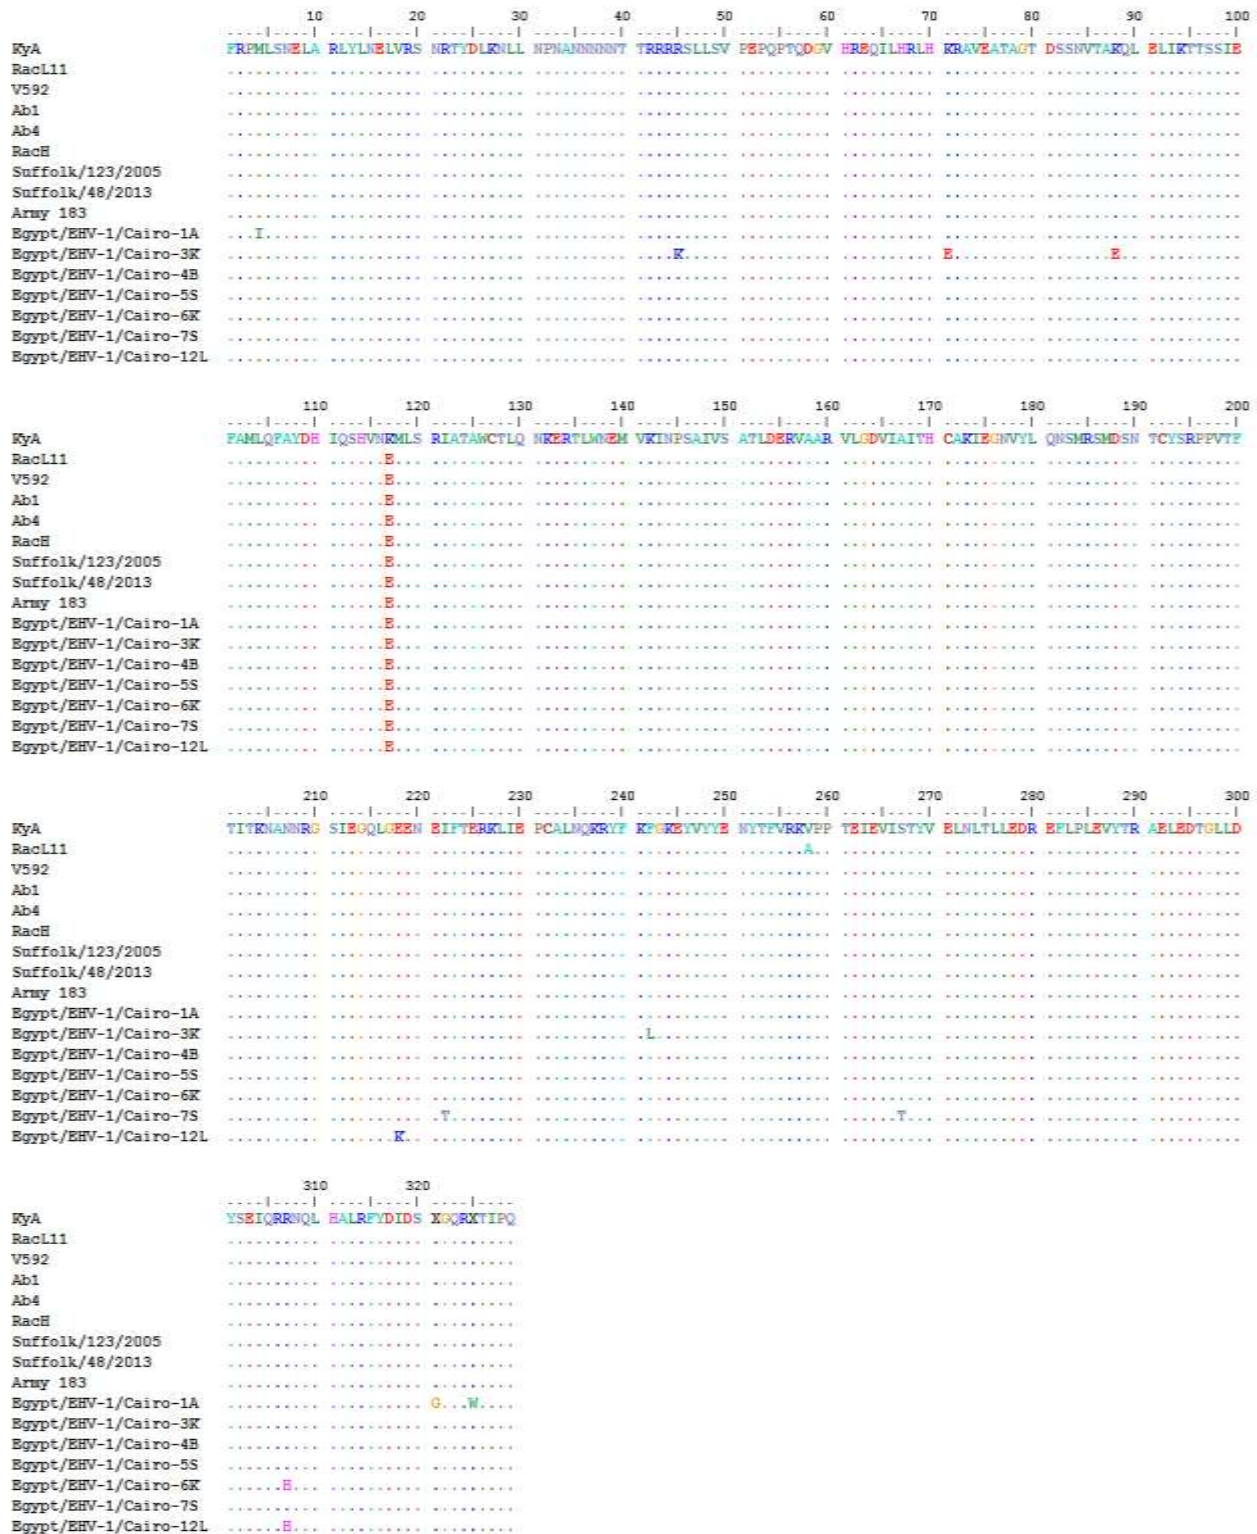 10 20 30 40 50 60 70 80 90 100
KyA FRPMLSNELA RLYLNELVRS NRTYDLKNLL NPNANNNNNT TRRRRSLLSV PEPQPTQDGV HREQILHRLH KRAVEATAGT DSSNVTAKQL ELIKTTSSIE
RacL11 .......... .......... .......... .......... .......... .......... .......... .......... .......... ..........
V592 .......... .......... .......... .......... .......... .......... .......... .......... .......... ..........
Ab1 .......... .......... .......... .......... .......... .......... .......... .......... .......... ..........
Ab4 .......... .......... .......... .......... .......... .......... .......... .......... .......... ..........
RacH .......... .......... .......... .......... .......... .......... .......... .......... .......... ..........
Suffolk/123/2005 .......... .......... .......... .......... .......... .......... .......... .......... .......... ..........
Suffolk/48/2013 .......... .......... .......... .......... .......... .......... .......... .......... .......... ..........
Army 183 .......... .......... .......... .......... .......... .......... .......... .......... .......... ..........
Egypt/EHV-1/Cairo-1A ...I...... .......... .......... .......... .......... .......... .......... .......... .......... ..........
Egypt/EHV-1/Cairo-3K .......... .......... .......... .......... ....K..... .......... .......... E......... .......E.. ..........
Egypt/EHV-1/Cairo-4B .......... .......... .......... .......... .......... .......... .......... .......... .......... ..........
Egypt/EHV-1/Cairo-5S .......... .......... .......... .......... .......... .......... .......... .......... .......... ..........
Egypt/EHV-1/Cairo-6K .......... .......... .......... .......... .......... .......... .......... .......... .......... ..........
Egypt/EHV-1/Cairo-7S .......... .......... .......... .......... .......... .......... .......... .......... .......... ..........
Egypt/EHV-1/Cairo-12L .......... .......... .......... .......... .......... .......... .......... .......... .......... ..........
110 120 130 140 150 160 170 180 190 200
KyA FAMLQFAYDH IQSHVNKMLS RIATAWCTLQ NKERTLWNEM VKINPSAIVS ATLDERVAAR VLGDVIAITH CAKIEGNVYL QNSMRSMDSN TCYSRPPVTF
RacL11 .......... ......E... .......... .......... .......... .......... .......... .......... .......... ..........
V592 .......... ......E... .......... .......... .......... .......... .......... .......... .......... ..........
Ab1 .......... ......E... .......... .......... .......... .......... .......... .......... .......... ..........
Ab4 .......... ......E... .......... .......... .......... .......... .......... .......... .......... ..........
RacH .......... ......E... .......... .......... .......... .......... .......... .......... .......... ..........
Suffolk/123/2005 .......... ......E... .......... .......... .......... .......... .......... .......... .......... ..........
Suffolk/48/2013 .......... ......E... .......... .......... .......... .......... .......... .......... .......... ..........
Army 183 .......... ......E... .......... .......... .......... .......... .......... .......... .......... ..........
Egypt/EHV-1/Cairo-1A .......... ......E... .......... .......... .......... .......... .......... .......... .......... ..........
Egypt/EHV-1/Cairo-3K .......... ......E... .......... .......... .......... .......... .......... .......... .......... ..........
Egypt/EHV-1/Cairo-4B .......... ......E... .......... .......... .......... .......... .......... .......... .......... ..........
Egypt/EHV-1/Cairo-5S .......... ......E... .......... .......... .......... .......... .......... .......... .......... ..........
Egypt/EHV-1/Cairo-6K .......... ......E... .......... .......... .......... .......... .......... .......... .......... ..........
Egypt/EHV-1/Cairo-7S .......... ......E... .......... .......... .......... .......... .......... .......... .......... ..........
Egypt/EHV-1/Cairo-12L .......... ......E... .......... .......... .......... .......... .......... .......... .......... ..........
210 220 230 240 250 260 270 280 290 300
KyA TITKNANNRG SIEGQLGEEN EIFTERKLIE PCALNQKRYF KFGKEYVYYE NYTFVRKVPP TEIEVISTYV ELNLTLLEDR EFLPLEVYTR AELEDTGLLD
RacL11 .......... .......... .......... .......... .......... .......A.. .......... .......... .......... ..........
V592 .......... .......... .......... .......... .......... .......... .......... .......... .......... ..........
Ab1 .......... .......... .......... .......... .......... .......... .......... .......... .......... ..........
Ab4 .......... .......... .......... .......... .......... .......... .......... .......... .......... ..........
RacH .......... .......... .......... .......... .......... .......... .......... .......... .......... ..........
Suffolk/123/2005 .......... .......... .......... .......... .......... .......... .......... .......... .......... ..........
Suffolk/48/2013 .......... .......... .......... .......... .......... .......... .......... .......... .......... ..........
Army 183 .......... .......... .......... .......... .......... .......... .......... .......... .......... ..........
Egypt/EHV-1/Cairo-1A .......... .......... .......... .......... .......... .......... .......... .......... .......... ..........
Egypt/EHV-1/Cairo-3K .......... .......... .......... .......... .L........ .......... .......... .......... .......... ..........
Egypt/EHV-1/Cairo-4B .......... .......... .......... .......... .......... .......... .......... .......... .......... ..........
Egypt/EHV-1/Cairo-5S .......... .......... .......... .......... .......... .......... .......... .......... .......... ..........
Egypt/EHV-1/Cairo-6K .......... .......... .......... .......... .......... .......... .......... .......... .......... ..........
Egypt/EHV-1/Cairo-7S .......... .......... .T........ .......... .......... .......... ......T... .......... .......... ..........
Egypt/EHV-1/Cairo-12L .......... .......K.. .......... .......... .......... .......... .......... .......... .......... ..........
310 320
KyA YSEIQRRNQL HALRFYDIDS XGQRXTIPQ
RacL11 .......... .......... .........
V592 .......... .......... .........
Ab1 .......... .......... .........
Ab4 .......... .......... .........
RacH .......... .......... .........
Suffolk/123/2005 .......... .......... .........
Suffolk/48/2013 .......... .......... .........
Army 183 .......... .......... .........
Egypt/EHV-1/Cairo-1A .......... .......... G...W....
Egypt/EHV-1/Cairo-3K .......... .......... .........
Egypt/EHV-1/Cairo-4B .......... .......... .........
Egypt/EHV-1/Cairo-5S .......... .......... .........
Egypt/EHV-1/Cairo-6K ......H... .......... .........
Egypt/EHV-1/Cairo-7S .......... .......... .........
Egypt/EHV-1/Cairo-12L ......H... .......... .........